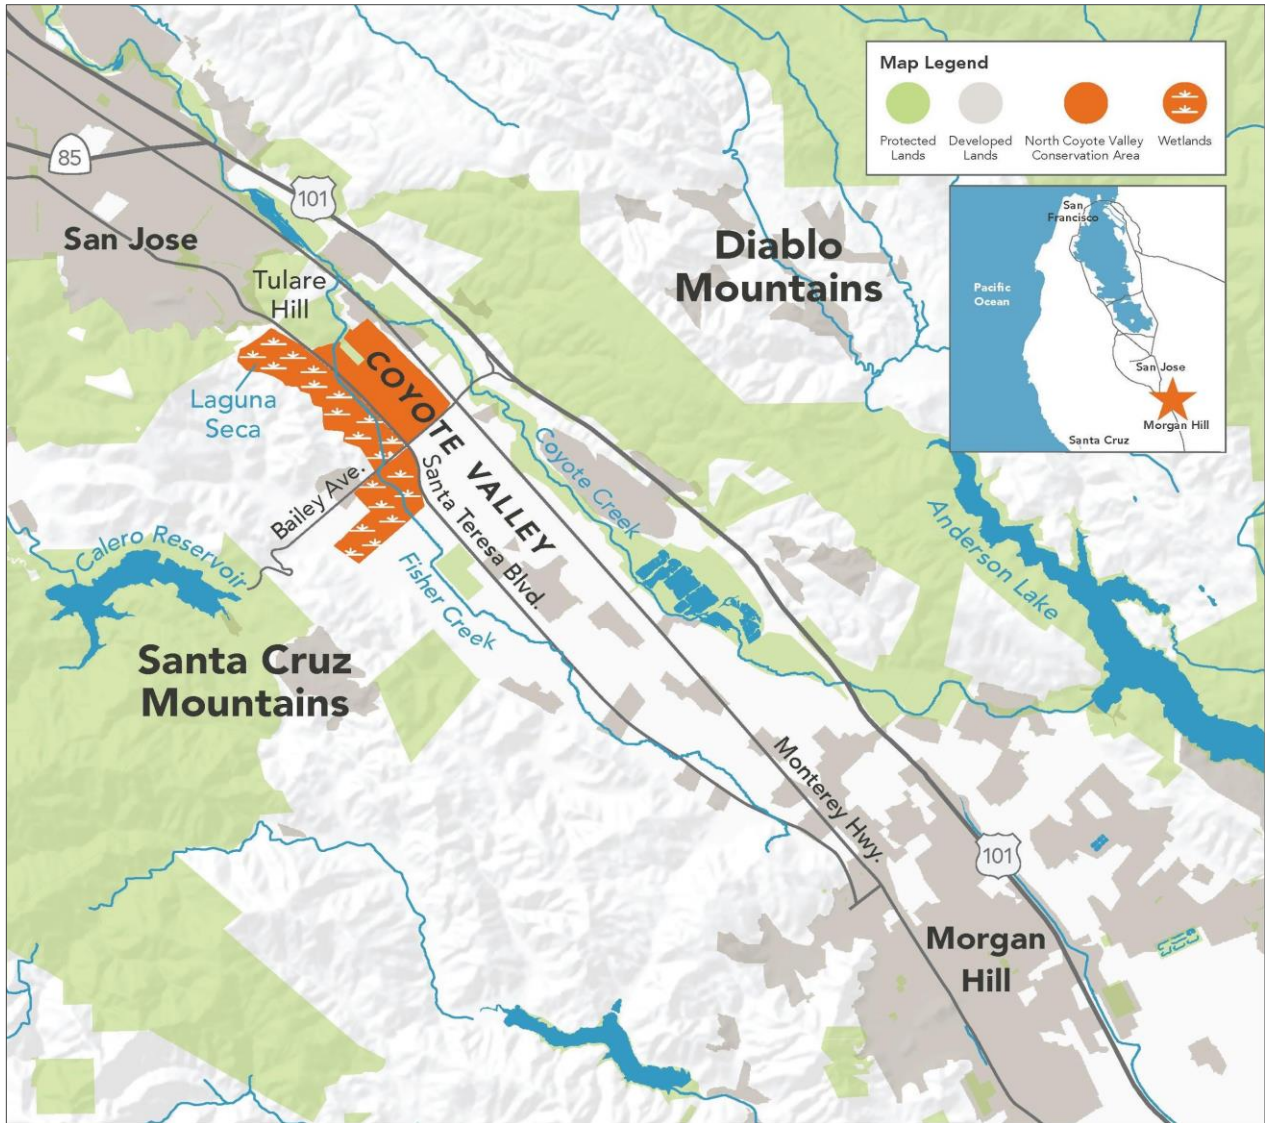 Map Legend
Protected
Lands
Developed
Lands
North Coyote Valley
Conservation Area
Wetlands
85
101
San Jose
Tulare
Hill
Diablo
Mountains
San
Francisco
Pacific
Ocean
San Jose
Morgan Hill
Santa Cruz
COYOTE VALLEY
Laguna
Seca
Bailey Ave.
Santa Teresa Blvd.
Coyote Creek
Anderson Lake
Calero Reservoir
Fisher Creek
Santa Cruz
Mountains
Monterey Hwy.
101
Morgan
Hill